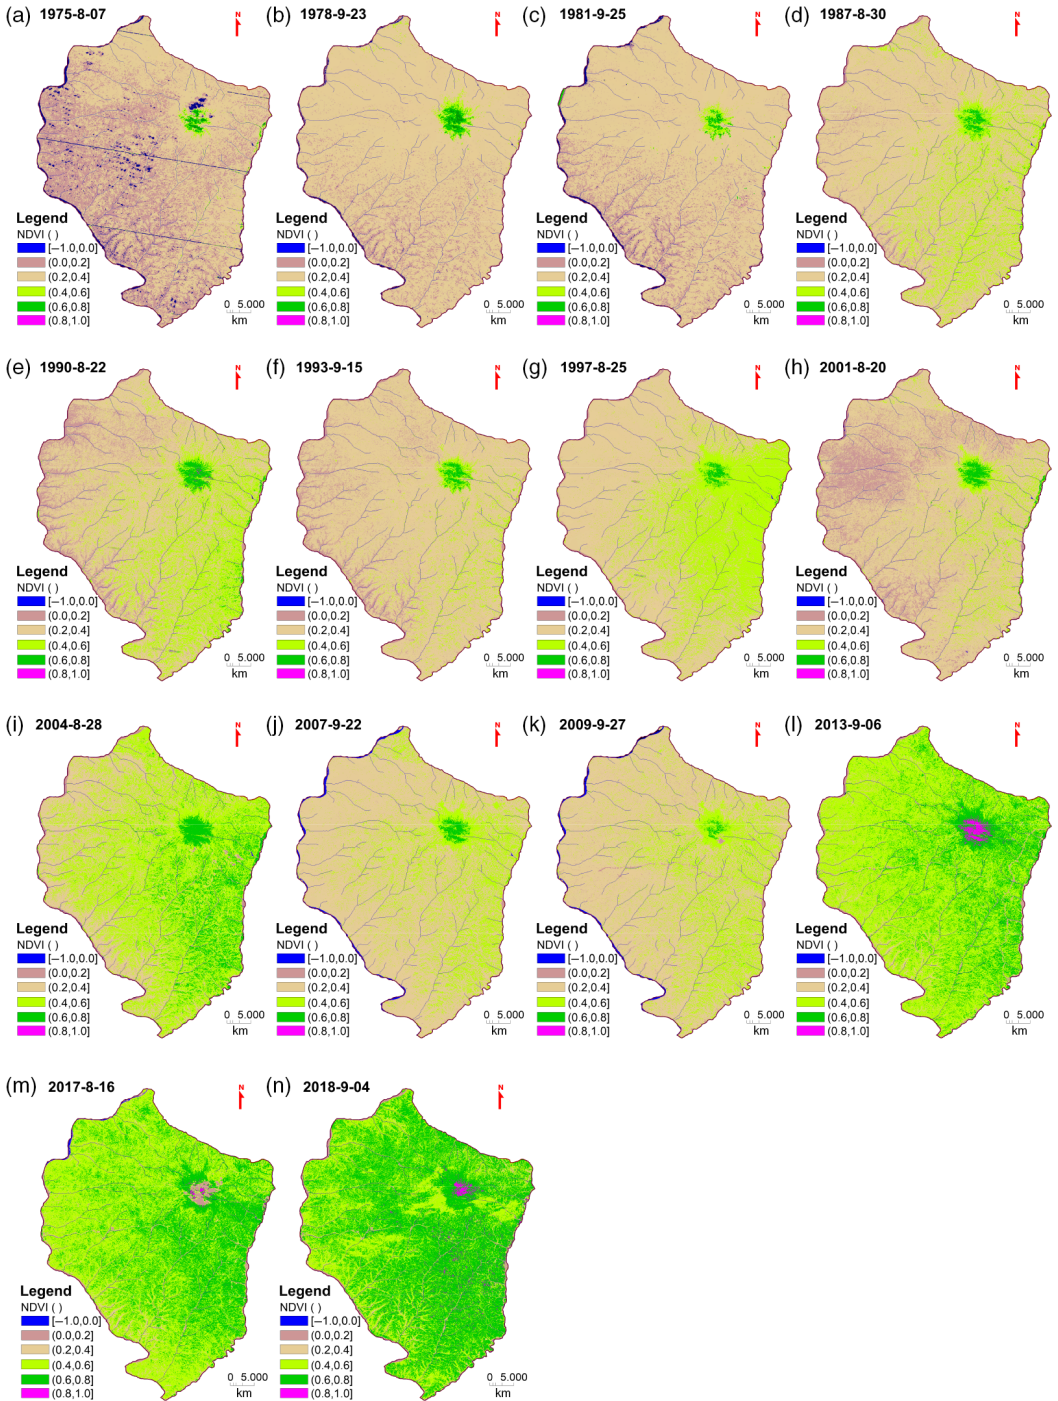 (a) 1975-8-07
N
Legend
NDVI ( )
[–1.0,0.0]
(0.0,0.2]
(0.2,0.4]
(0.4,0.6]
(0.6,0.8]
(0.8,1.0]
0 5.000
km
(b) 1978-9-23
N
Legend
NDVI ( )
[–1.0,0.0]
(0.0,0.2]
(0.2,0.4]
(0.4,0.6]
(0.6,0.8]
(0.8,1.0]
0 5.000
km
(c) 1981-9-25
N
Legend
NDVI ( )
[–1.0,0.0]
(0.0,0.2]
(0.2,0.4]
(0.4,0.6]
(0.6,0.8]
(0.8,1.0]
0 5.000
km
(d) 1987-8-30
N
Legend
NDVI ( )
[–1.0,0.0]
(0.0,0.2]
(0.2,0.4]
(0.4,0.6]
(0.6,0.8]
(0.8,1.0]
0 5.000
km
(e) 1990-8-22
N
Legend
NDVI ( )
[–1.0,0.0]
(0.0,0.2]
(0.2,0.4]
(0.4,0.6]
(0.6,0.8]
(0.8,1.0]
0 5.000
km
(f) 1993-9-15
N
Legend
NDVI ( )
[–1.0,0.0]
(0.0,0.2]
(0.2,0.4]
(0.4,0.6]
(0.6,0.8]
(0.8,1.0]
0 5.000
km
(g) 1997-8-25
N
Legend
NDVI ( )
[–1.0,0.0]
(0.0,0.2]
(0.2,0.4]
(0.4,0.6]
(0.6,0.8]
(0.8,1.0]
0 5.000
km
(h) 2001-8-20
N
Legend
NDVI ( )
[–1.0,0.0]
(0.0,0.2]
(0.2,0.4]
(0.4,0.6]
(0.6,0.8]
(0.8,1.0]
0 5.000
km
(i) 2004-8-28
N
Legend
NDVI ( )
[–1.0,0.0]
(0.0,0.2]
(0.2,0.4]
(0.4,0.6]
(0.6,0.8]
(0.8,1.0]
0 5.000
km
(j) 2007-9-22
N
Legend
NDVI ( )
[–1.0,0.0]
(0.0,0.2]
(0.2,0.4]
(0.4,0.6]
(0.6,0.8]
(0.8,1.0]
0 5.000
km
(k) 2009-9-27
N
Legend
NDVI ( )
[–1.0,0.0]
(0.0,0.2]
(0.2,0.4]
(0.4,0.6]
(0.6,0.8]
(0.8,1.0]
0 5.000
km
(l) 2013-9-06
N
Legend
NDVI ( )
[–1.0,0.0]
(0.0,0.2]
(0.2,0.4]
(0.4,0.6]
(0.6,0.8]
(0.8,1.0]
0 5.000
km
(m) 2017-8-16
N
Legend
NDVI ( )
[–1.0,0.0]
(0.0,0.2]
(0.2,0.4]
(0.4,0.6]
(0.6,0.8]
(0.8,1.0]
0 5.000
km
(n) 2018-9-04
N
Legend
NDVI ( )
[–1.0,0.0]
(0.0,0.2]
(0.2,0.4]
(0.4,0.6]
(0.6,0.8]
(0.8,1.0]
0 5.000
km